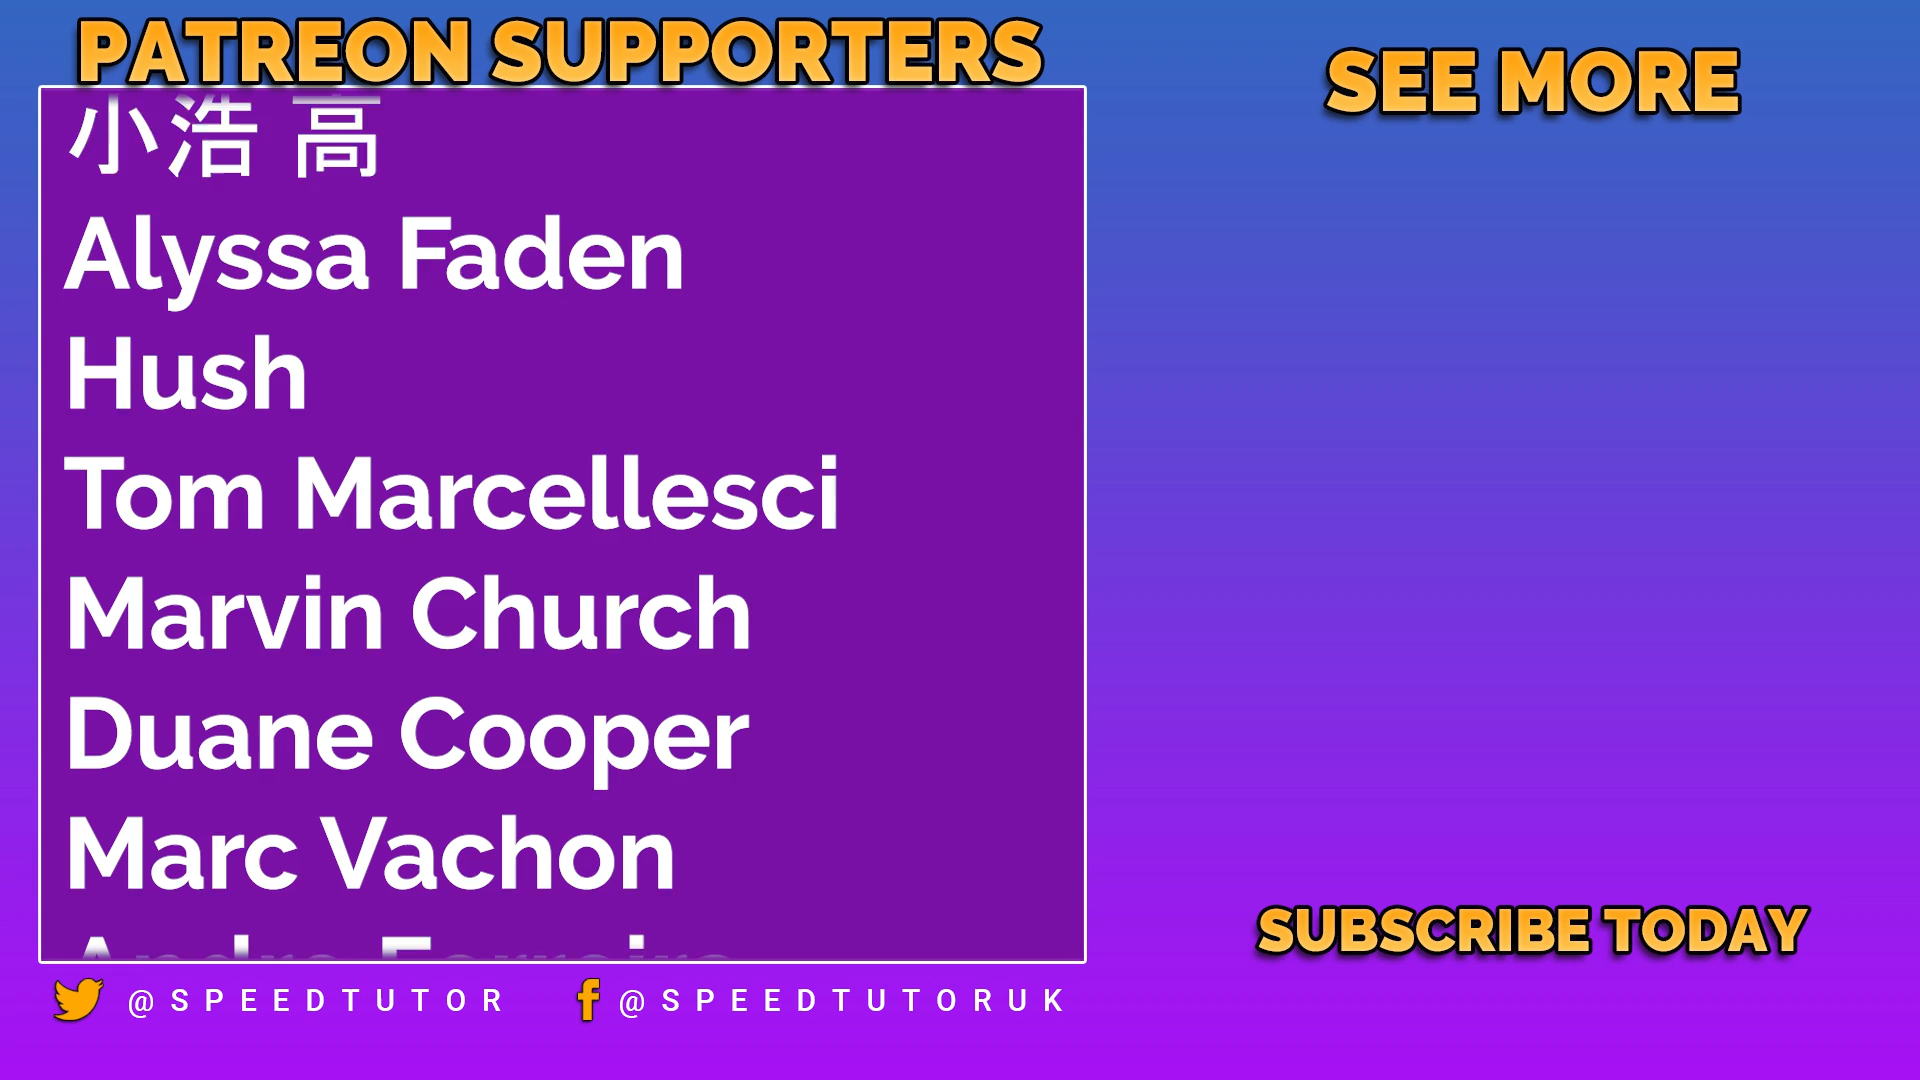 PATREON SUPPORTERS
SEE MORE
小浩 高
Alyssa Faden
Hush
Tom Marcellesci
Marvin Church
Duane Cooper
Marc Vachon
SUBSCRIBE TODAY
@SPEEDTUTOR
@SPEEDTUTORUK